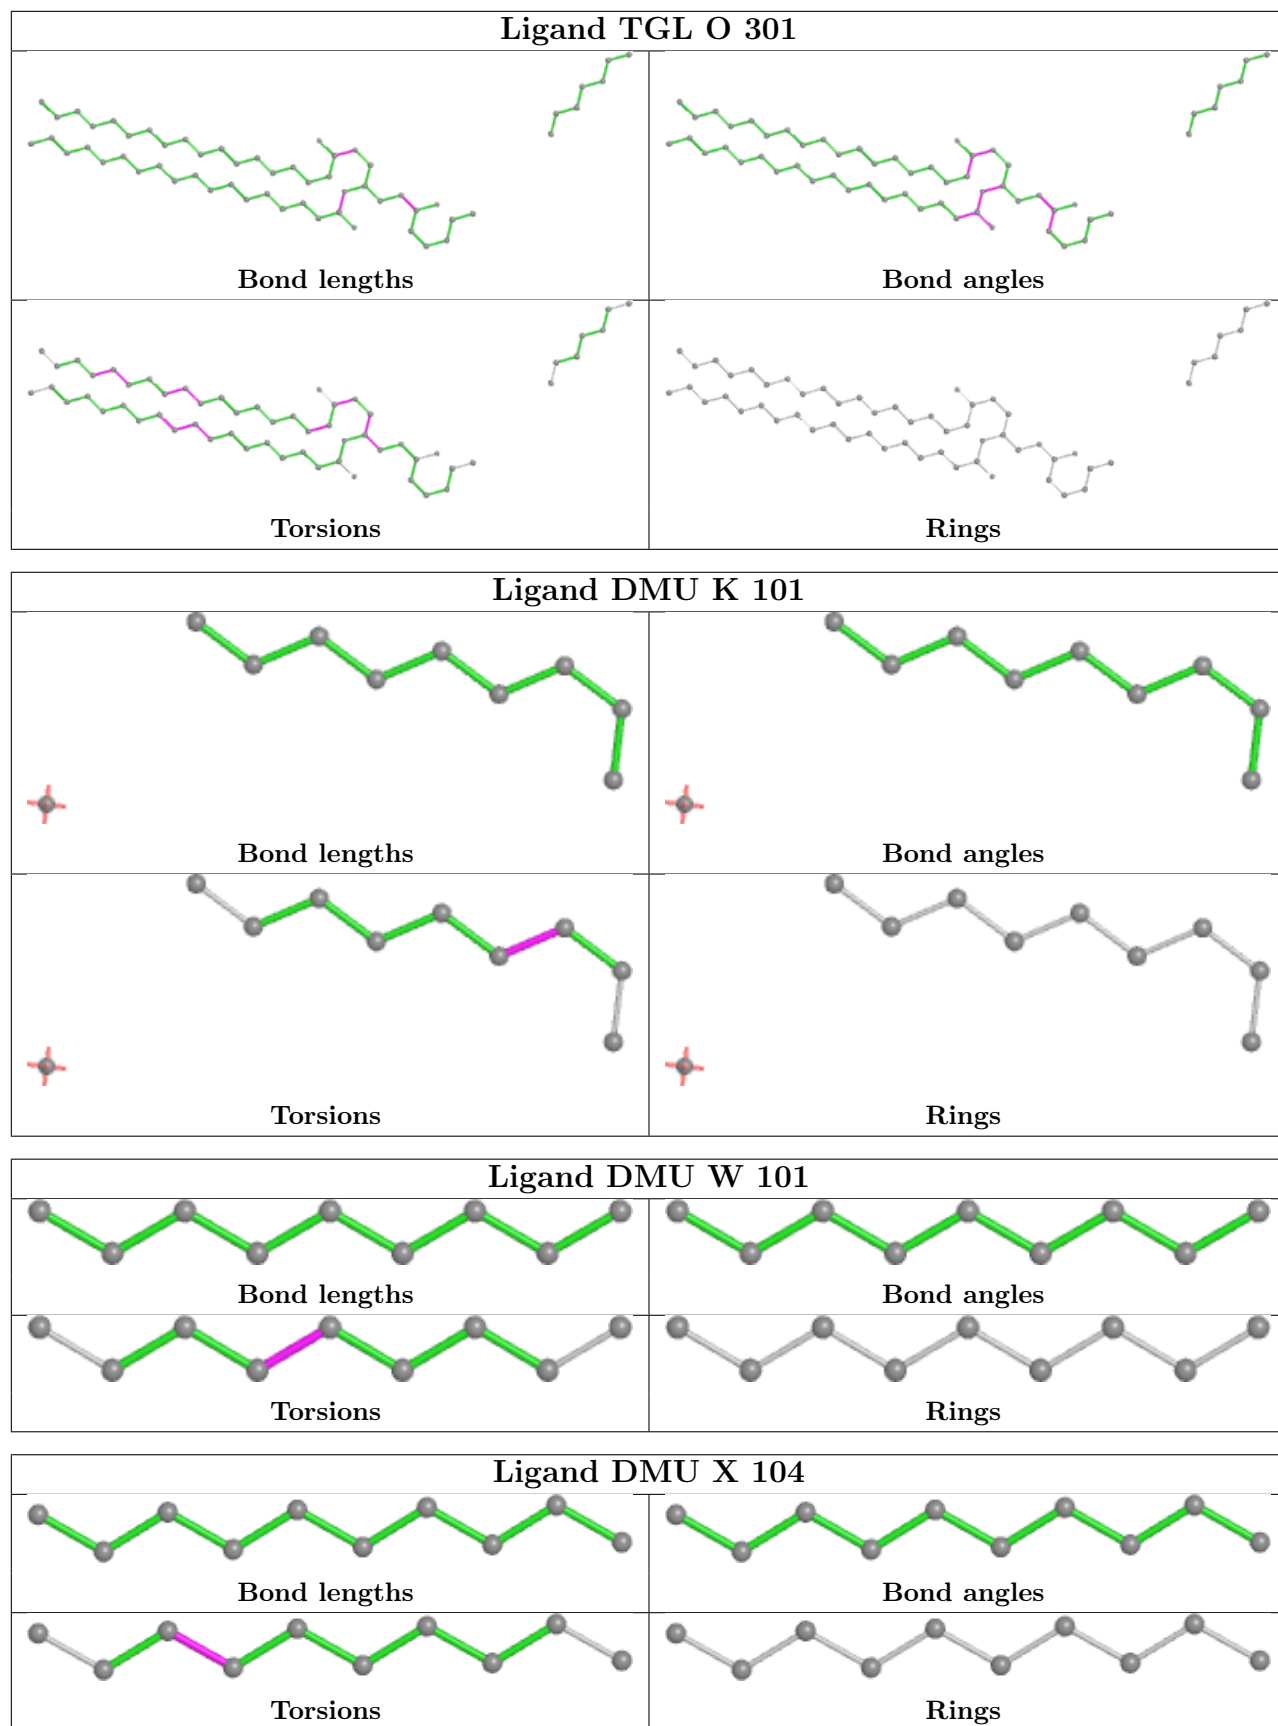 Ligand TGL O 301
Bond lengths
Bond angles
Torsions
Rings
Ligand DMU K 101
Bond lengths
Bond angles
Torsions
Rings
Ligand DMU W 101
Bond lengths
Bond angles
Torsions
Rings
Ligand DMU X 104
Bond lengths
Bond angles
Torsions
Rings